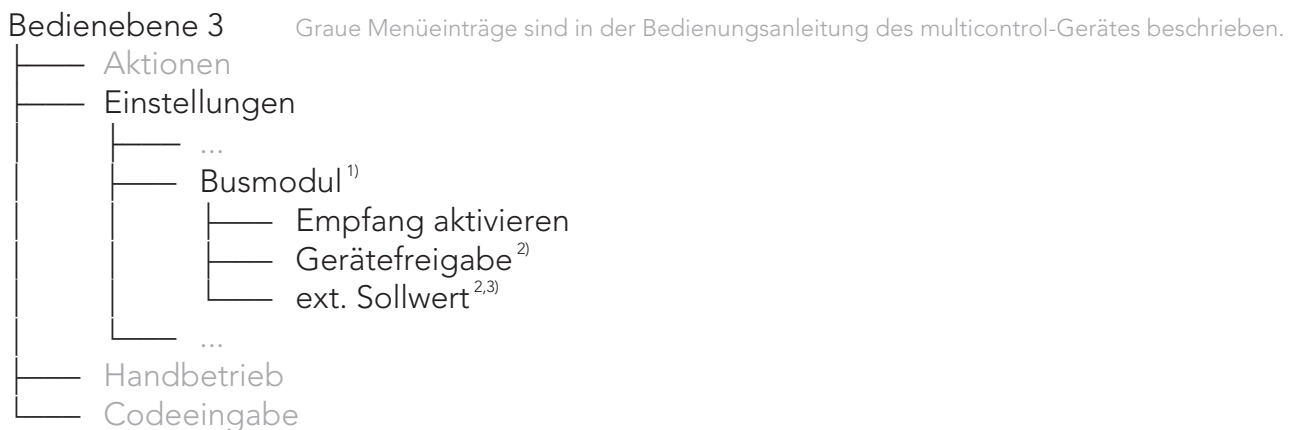 Bedienebene 3 Graue Menüeinträge sind in der Bedienungsanleitung des multicontrol-Gerätes beschrieben.
Aktionen
Einstellungen
...
Busmodul 1)
Empfang aktivieren
Gerätefreigabe 2)
ext. Sollwert 2,3)
...
Handbetrieb
Codeeingabe